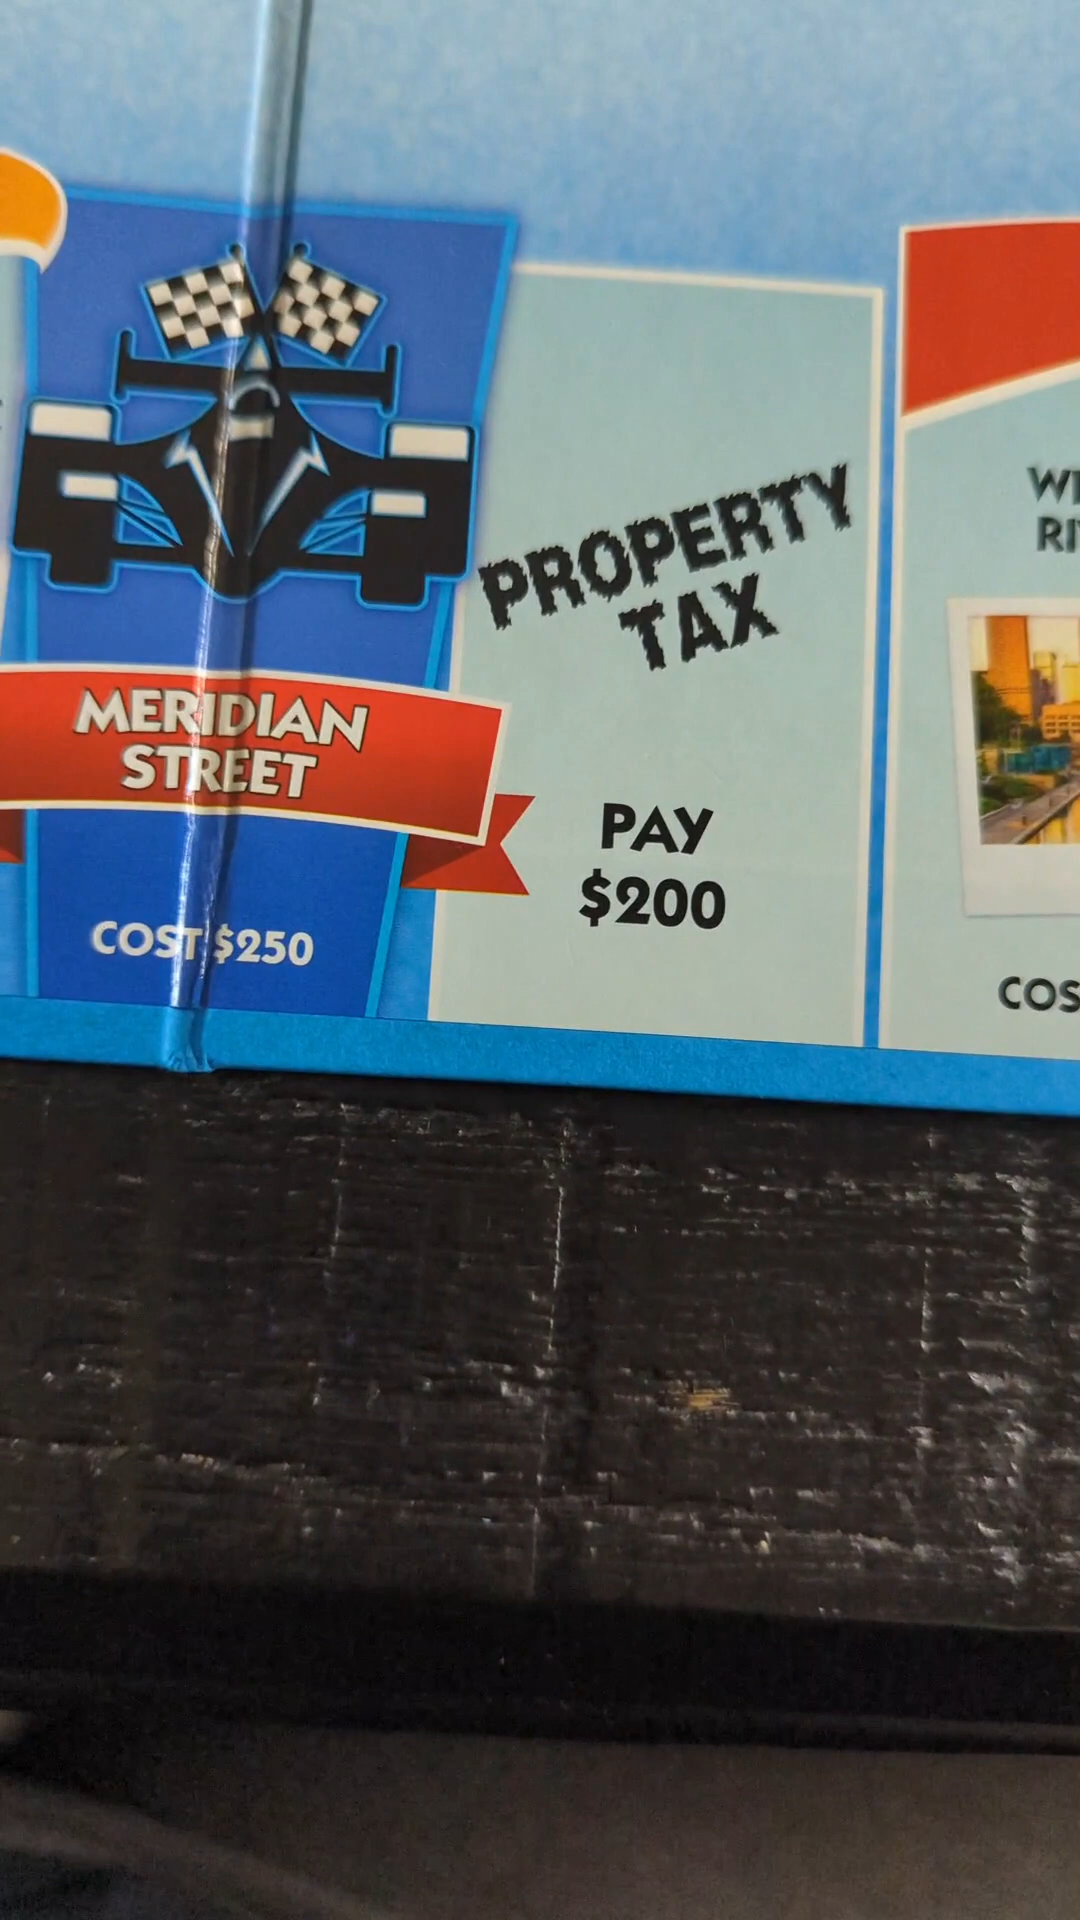 MERIDIAN
STREET
COST $250
PROPERTY
TAX
PAY
$200